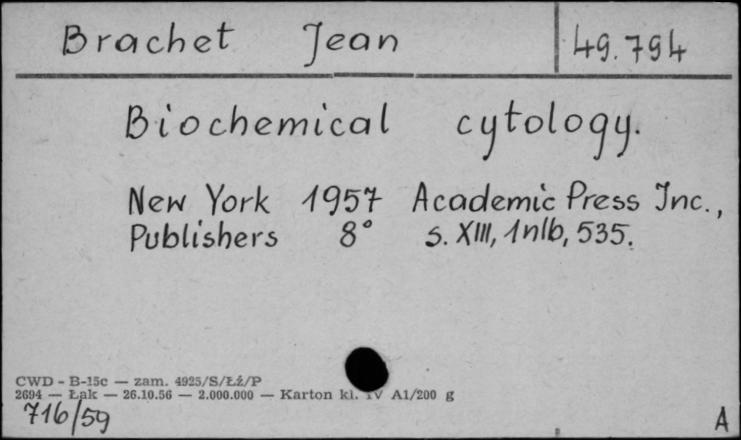 Brachet Jean 49.794
Biochemical cytology.
New York 1957 Academic Press Inc.,
Publishers 8° s. XIII, 1nlb, 535.
CWD - B-15c — zam. 4925/S/Łż/P
2694 — Łak — 26.10.56 — 2.000.000 — Karton kl. IV A1/200 g
716/59 A